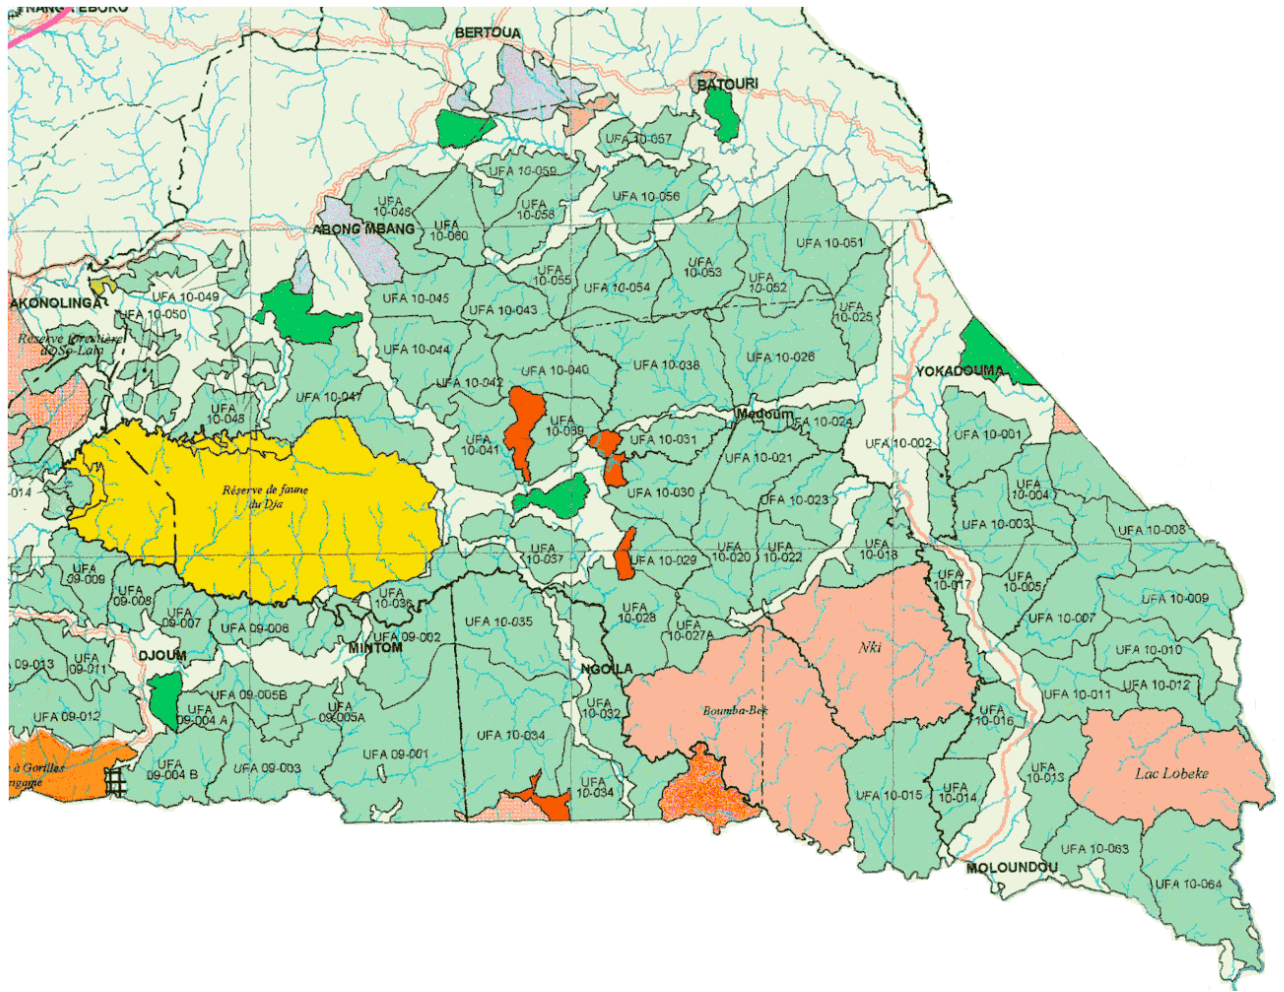 BERTOUA
BATOURI
UFA 10-057
UFA 10-059
UFA
10-046
UFA
10-058
UFA 10-056
ABONG MBANG
UFA
10-060
UFA 10-051
UFA
10-053
UFA
10-055
UFA 10-054
UFA
10-052
AKONOLINGA
UFA 10-049
UFA 10-050
UFA 10-045
UFA 10-043
UFA
10-025
Réserve forestière
de So-Lala
UFA 10-044
UFA 10-038
UFA 10-026
UFA 10-042
UFA 10-040
YOKADOUMA
UFA 10-047
UFA
10-048
Medoum
UFA 10-024
UFA
10-041
UFA
10-039
UFA 10-031
UFA 10-002
UFA 10-001
UFA 10-021
Réserve de faune
du Dja
-014
UFA 10-030
UFA 10-023
UFA
10-004
UFA 10-003
UFA 10-008
UFA
10-037
UFA 10-029
UFA
10-020
UFA
10-022
UFA
10-018
UFA
09-009
UFA
09-008
UFA
10-036
UFA
10-017
UFA
10-005
UFA 10-009
UFA
09-007
UFA 09-006
UFA 09-002
UFA 10-035
UFA
10-028
UFA
10-027A
UFA 10-007
MINTOM
DJOUM
Nki
UFA 10-010
09-013
UFA
09-011
NGOILA
UFA 09-005B
UFA 10-011
UFA 10-012
UFA 09-012
UFA
09-004 A
UFA
09-005A
UFA
10-032
Boumba-Bek
UFA
10-016
UFA 10-034
UFA 09-001
UFA
09-004 B
UFA 09-003
e à Gorilles
ngame
UFA
10-034
UFA
10-013
Lac Lobeke
UFA 10-015
UFA
10-014
UFA 10-063
MOLOUNDOU
UFA 10-064